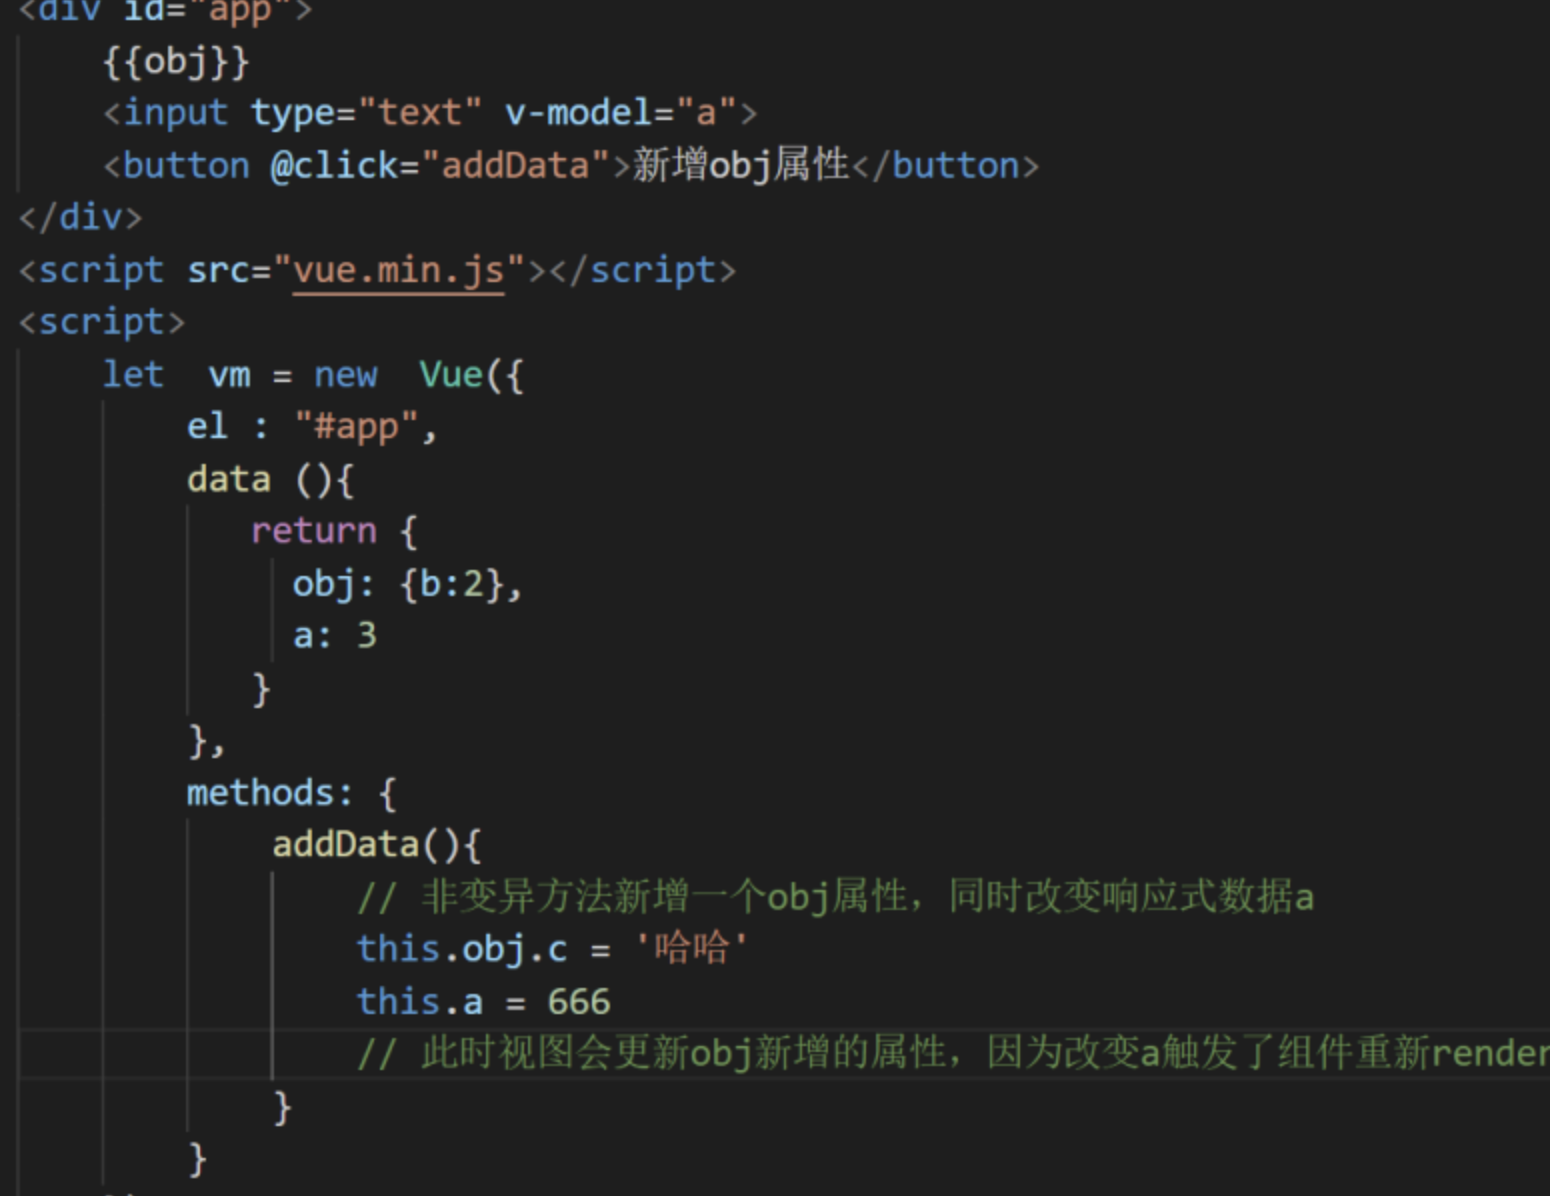 <div id="app">
{{obj}}
<input type="text" v-model="a">
<button @click="addData">新增obj属性</button>
</div>
<script src="vue.min.js"></script>
<script>
let  vm = new  Vue({
el : "#app",
data (){
return {
obj: {b:2},
a: 3
}
},
methods: {
addData(){
// 非变异方法新增一个obj属性，同时改变响应式数据a
this.obj.c = '哈哈'
this.a = 666
// 此时视图会更新obj新增的属性，因为改变a触发了组件重新render
}
}